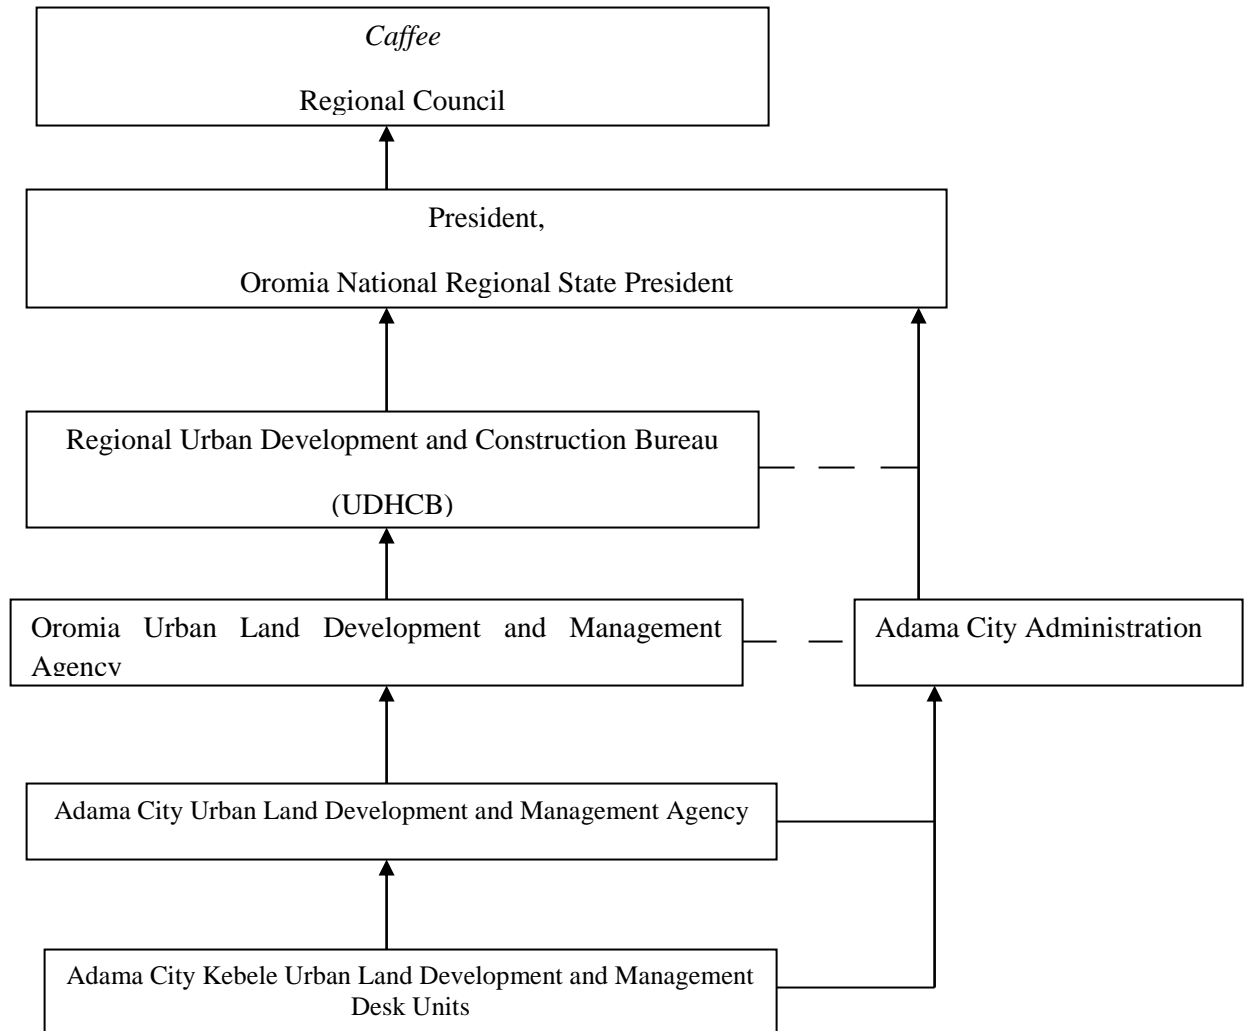 Caffee
Regional Council
President,
Oromia National Regional State President
Regional Urban Development and Construction Bureau
(UDHCB)
Oromia Urban Land Development and Management
Agency
Adama City Administration
Adama City Urban Land Development and Management Agency
Adama City Kebele Urban Land Development and Management
Desk Units